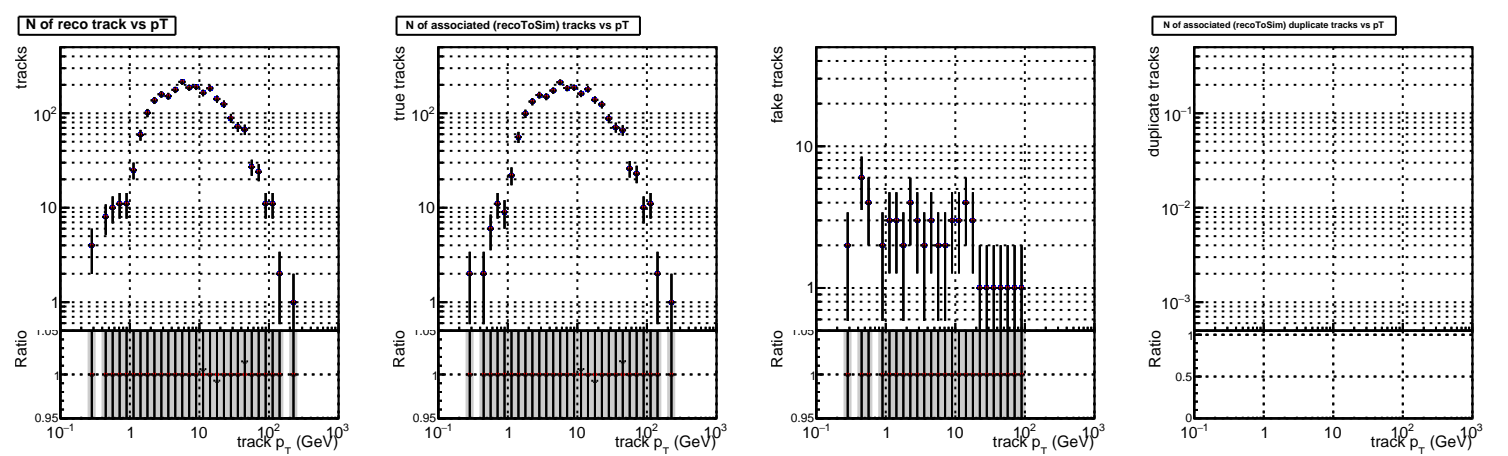 N of reco track vs pT
tracks
10²
10
1
Ratio
1.05
1
0.95
10⁻¹ 1 10 10² 10³
track p_T (GeV)
N of associated (recoToSim) tracks vs pT
true tracks
10²
10
1
Ratio
1.05
1
0.95
10⁻¹ 1 10 10² 10³
track p_T (GeV)
fake tracks
10
1
Ratio
1.05
1
0.95
10⁻¹ 1 10 10² 10³
track p_T (GeV)
N of associated (recoToSim) duplicate tracks vs pT
duplicate tracks
10⁻¹
10⁻²
10⁻³
Ratio
1
0.5
0
10⁻¹ 1 10 10² 10³
track p_T (GeV)